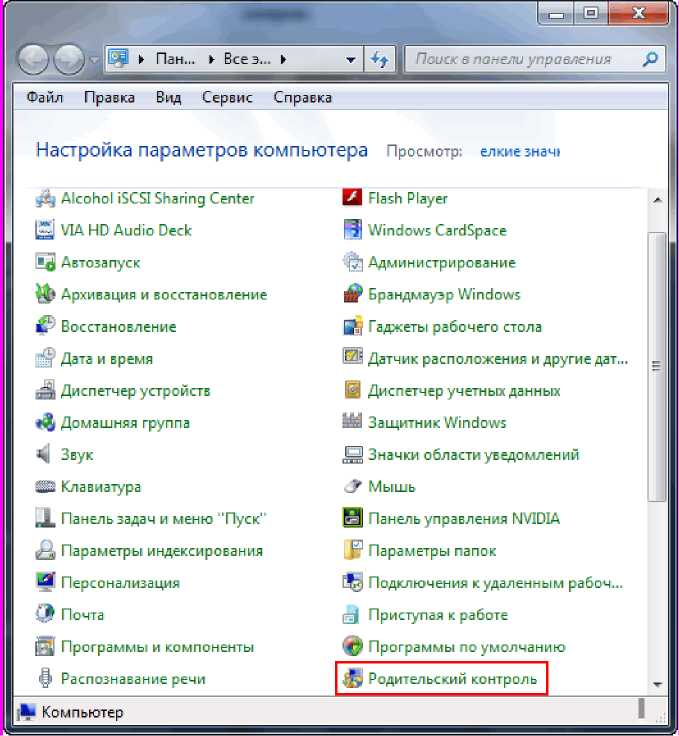 Пан... Все э... Поиск в панели управления
Файл Правка Вид Сервис Справка
Настройка параметров компьютера Просмотр: елкие значи
Alcohol iSCSI Sharing Center Flash Player
VIA HD Audio Deck Windows CardSpace
Автозапуск Администрирование
Архивация и восстановление Брандмауэр Windows
Восстановление Гаджеты рабочего стола
Дата и время Датчик расположения и другие дат...
Диспетчер устройств Диспетчер учетных данных
Домашняя группа Защитник Windows
Звук Значки области уведомлений
Клавиатура Мышь
Панель задач и меню "Пуск" Панель управления NVIDIA
Параметры индексирования Параметры папок
Персонализация Подключения к удаленным рабоч...
Почта Приступая к работе
Программы и компоненты Программы по умолчанию
Распознавание речи Родительский контроль
Компьютер